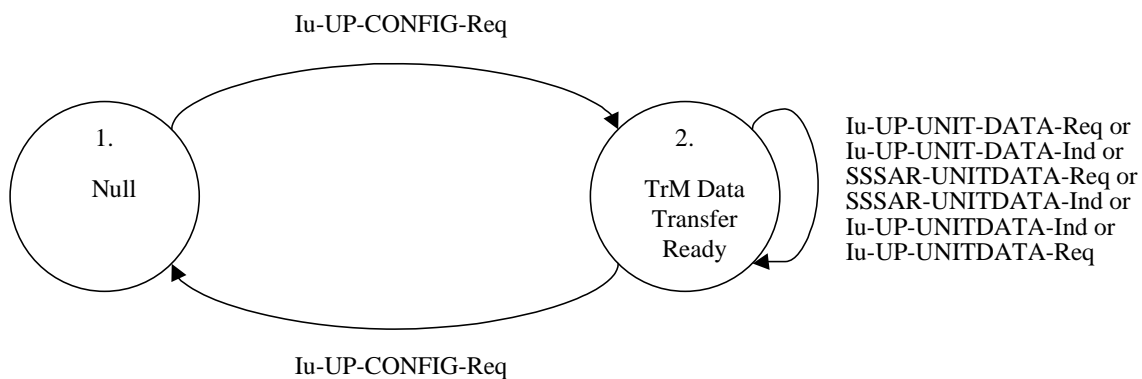 Iu-UP-CONFIG-Req
1.
Null
2.
TrM Data
Transfer
Ready
Iu-UP-UNIT-DATA-Req or
Iu-UP-UNIT-DATA-Ind or
SSSAR-UNITDATA-Req or
SSSAR-UNITDATA-Ind or
Iu-UP-UNITDATA-Ind or
Iu-UP-UNITDATA-Req
Iu-UP-CONFIG-Req